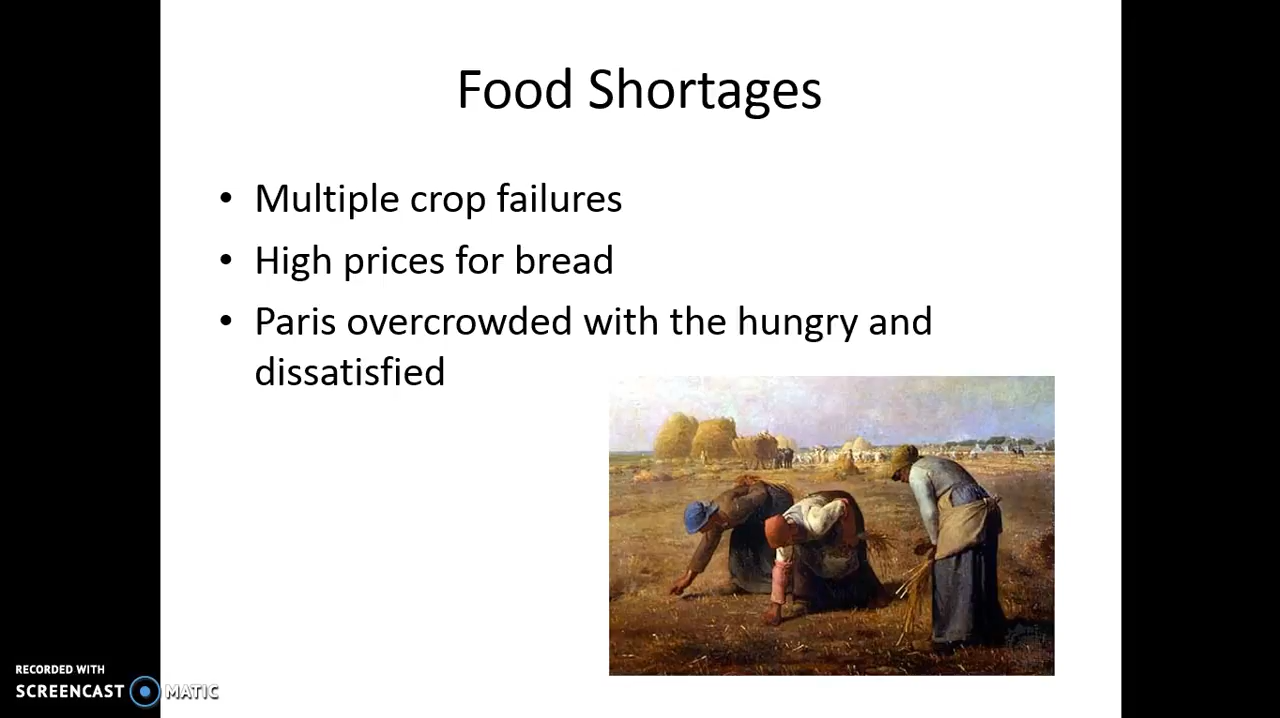 Food Shortages
• Multiple crop failures
• High prices for bread
• Paris overcrowded with the hungry and
dissatisfied
RECORDED WITH
SCREENCAST MATIC